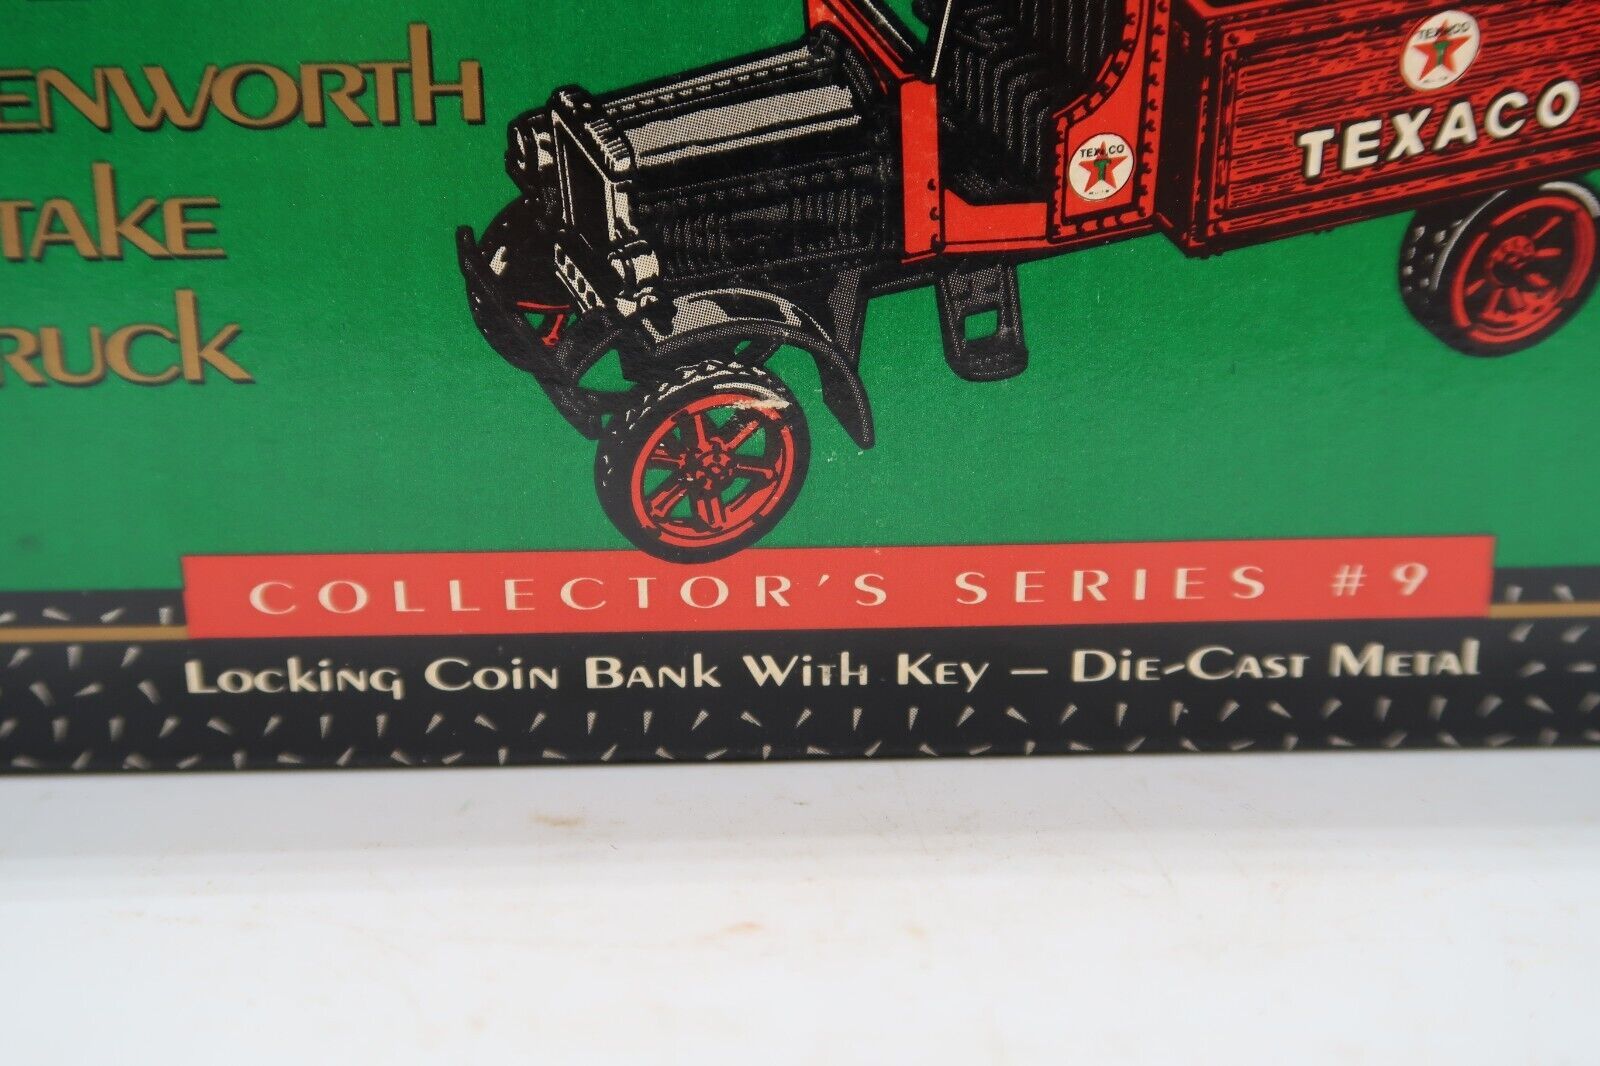 ENWORTH
TAKE
RUCK
TEXACO
T
TEXACO
TEXACO
T
COLLECTOR'S SERIES #9
Locking Coin Bank With Key – Die-Cast Metal